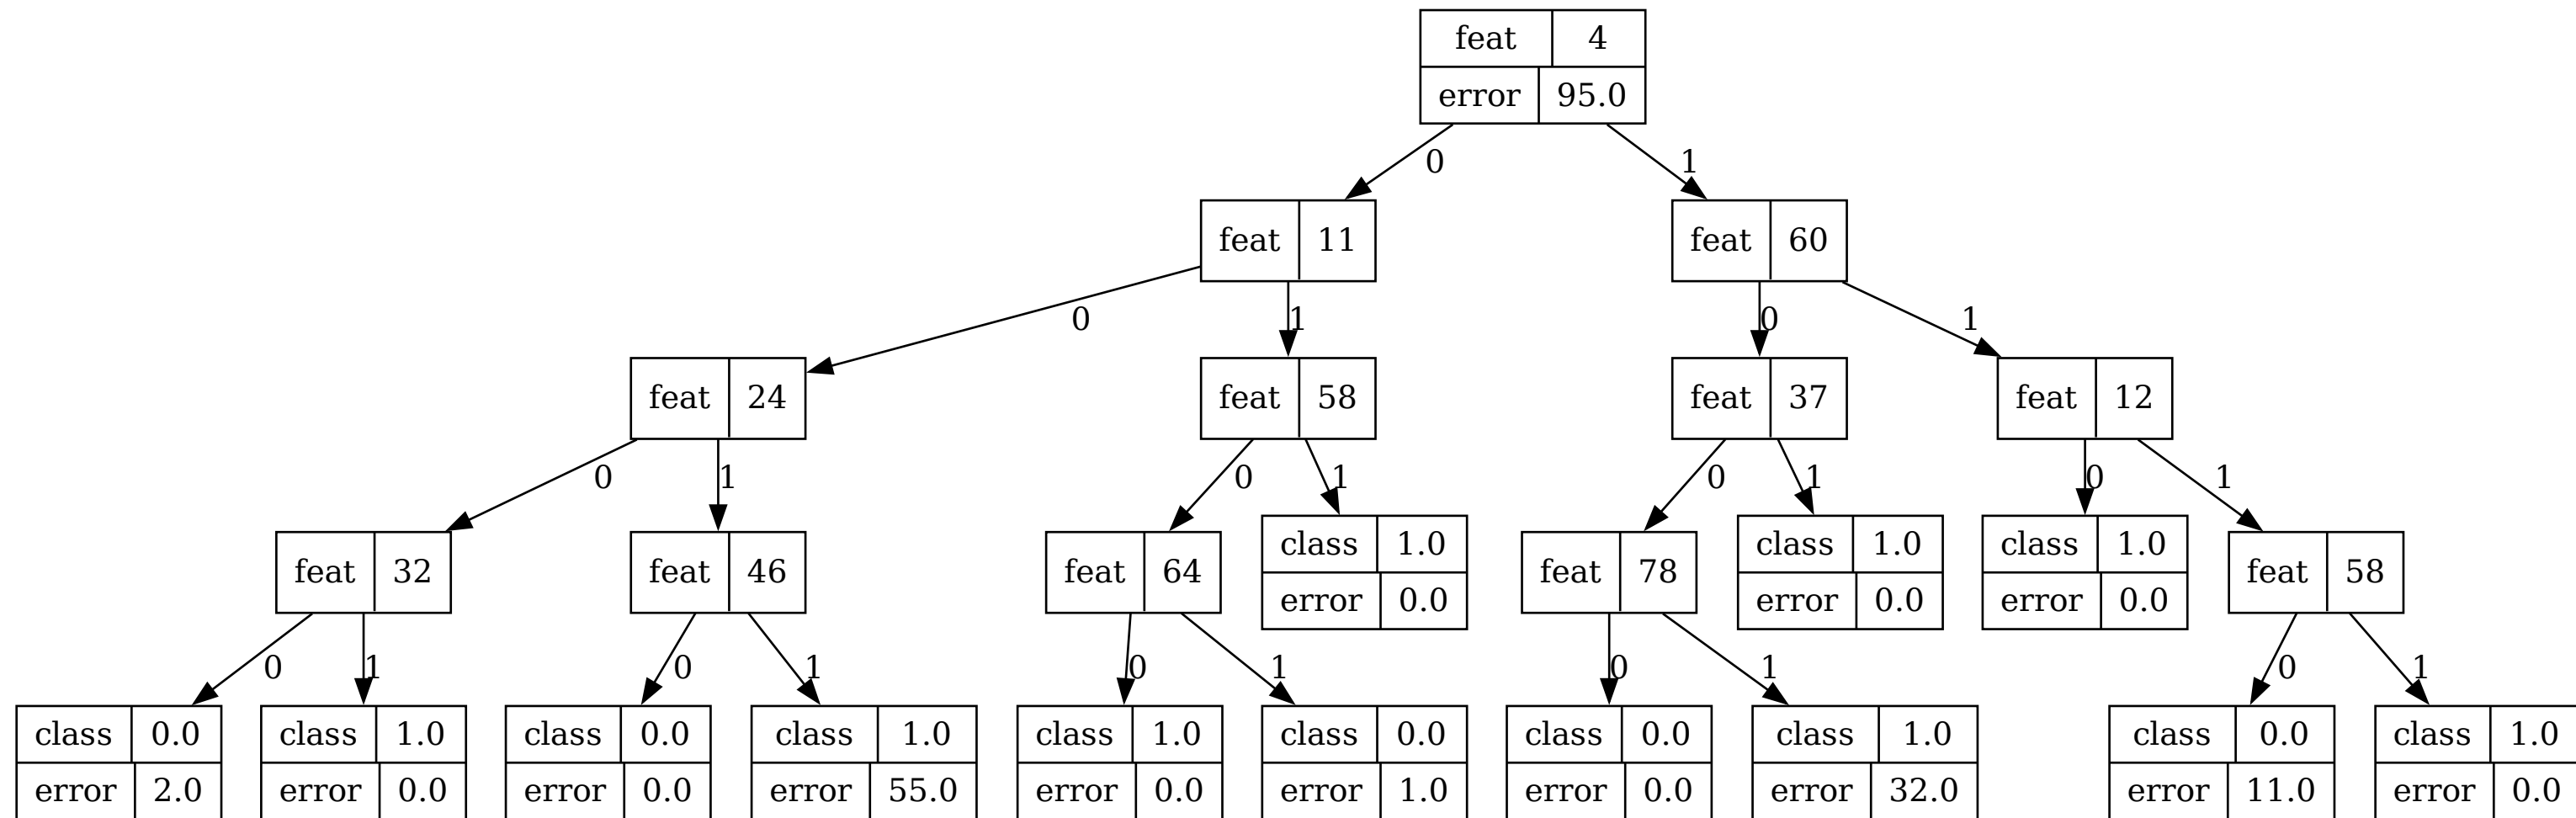 feat 4
error 95.0
0 1
feat 11 feat 60
0 1 0 1
feat 24 feat 58 feat 37 feat 12
0 1 0 1 0 1 0 1
class 1.0 class 1.0 class 1.0
feat 32 feat 46 feat 64 feat 78 feat 58
error 0.0 error 0.0 error 0.0
0 1 0 1 0 1 0 1 0 1
class 0.0 class 1.0 class 0.0 class 1.0 class 1.0 class 0.0 class 0.0 class 1.0 class 0.0 class 1.0
error 2.0 error 0.0 error 0.0 error 55.0 error 0.0 error 1.0 error 0.0 error 32.0 error 11.0 error 0.0